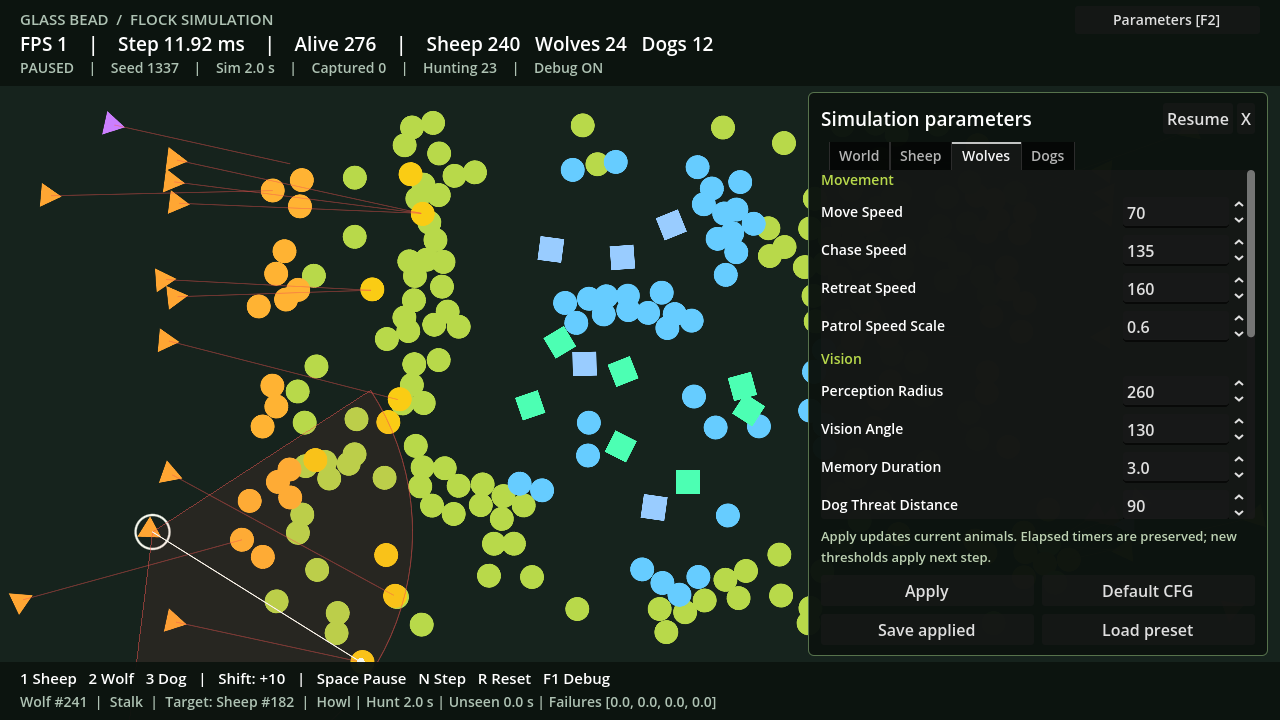 GLASS BEAD / FLOCK SIMULATION
Parameters [F2]
FPS 1 | Step 11.92 ms | Alive 276 | Sheep 240 Wolves 24 Dogs 12
PAUSED | Seed 1337 | Sim 2.0 s | Captured 0 | Hunting 23 | Debug ON
Simulation parameters Resume X
World Sheep Wolves Dogs
Movement
Move Speed 70
Chase Speed 135
Retreat Speed 160
Patrol Speed Scale 0.6
Vision
Perception Radius 260
Vision Angle 130
Memory Duration 3.0
Dog Threat Distance 90
Apply updates current animals. Elapsed timers are preserved; new
thresholds apply next step.
Apply Default CFG
Save applied Load preset
1 Sheep 2 Wolf 3 Dog | Shift: +10 | Space Pause N Step R Reset F1 Debug
Wolf #241 | Stalk | Target: Sheep #182 | Howl | Hunt 2.0 s | Unseen 0.0 s | Failures [0.0, 0.0, 0.0, 0.0]